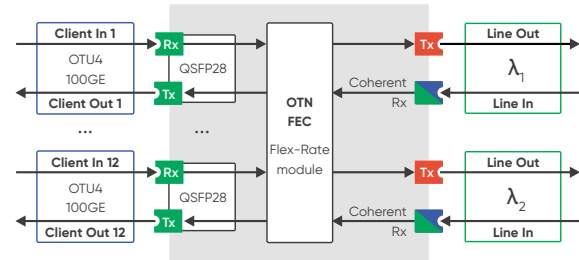 Client In 1
OTU4
100GE
Client Out 1
...
Rx
Tx
QSFP28
...
OTN
FEC
Flex-Rate
module
Tx
Coherent
Rx
Line Out
λ1
Line In
Client In 12
OTU4
100GE
Client Out 12
Rx
Tx
QSFP28
Tx
Coherent
Rx
Line Out
λ2
Line In